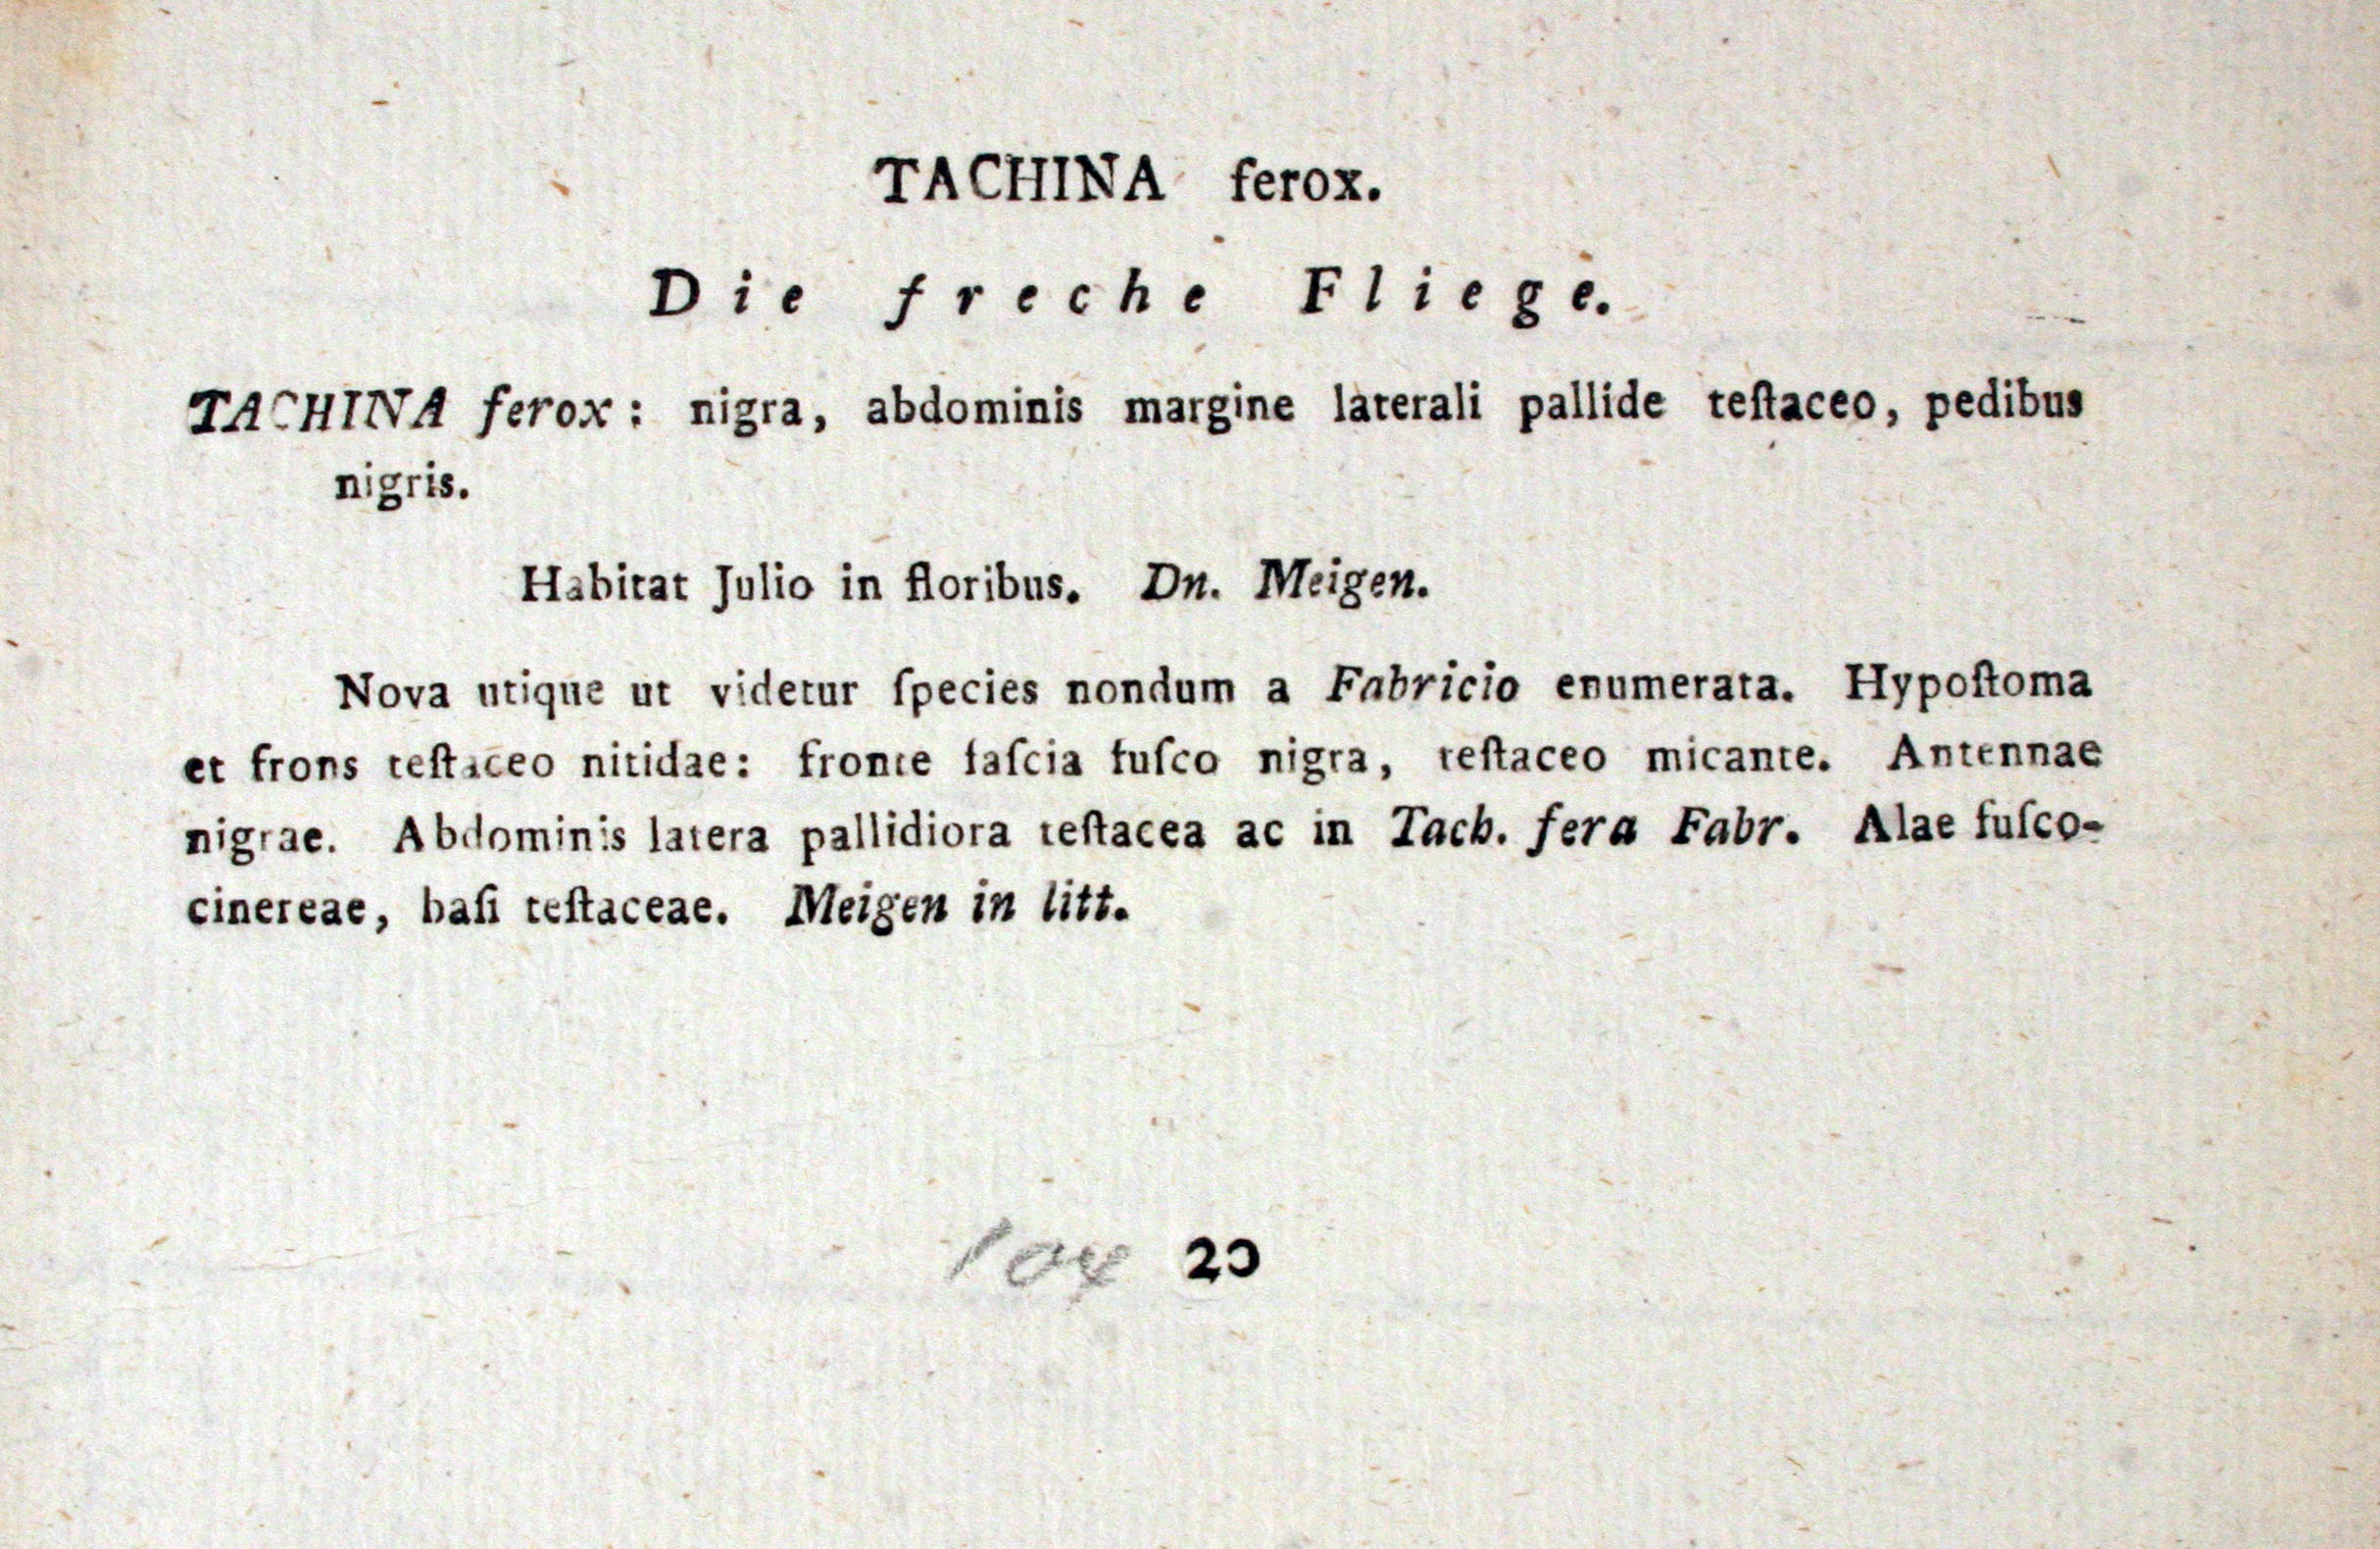 TACHINA ferox.
Die freche Fliege.
TACHINA ferox: nigra, abdominis margine laterali pallide teſtaceo, pedibus
nigris.
Habitat Julio in floribus. Dn. Meigen.
Nova utique ut videtur ſpecies nondum a Fabricio enumerata. Hypoſtoma
et frons teſtaceo nitidae: fronte faſcia fuſco nigra, teſtaceo micante. Antennae
nigrae. Abdominis latera pallidiora teſtacea ac in Tach. fera Fabr. Alae fuſco-
cinereae, baſi teſtaceae. Meigen in litt.
104 20